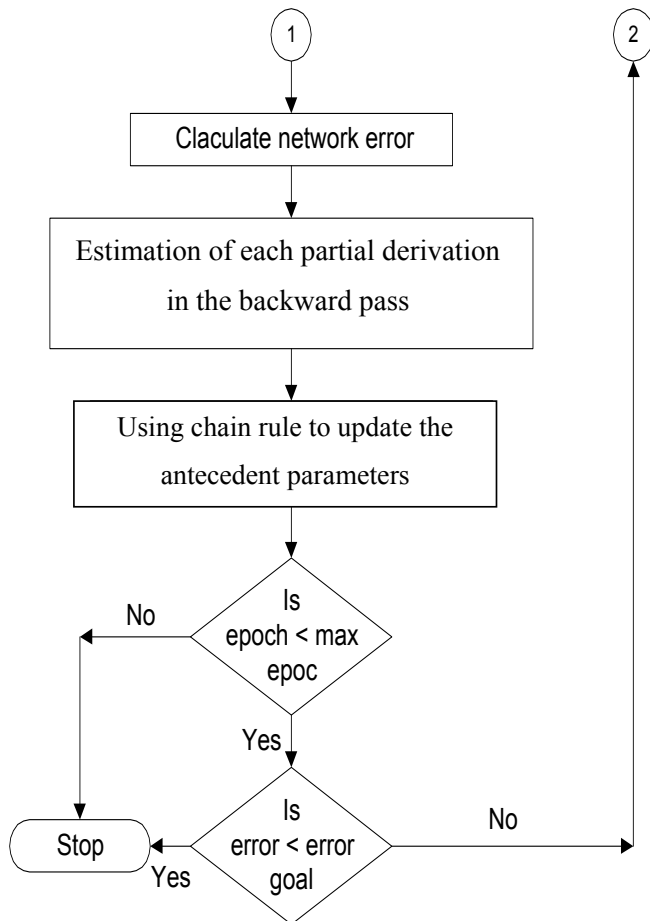 1
2
Claculate network error
Estimation of each partial derivation
in the backward pass
Using chain rule to update the
antecedent parameters
Is
epoch < max
epoc
No
Yes
Is
error < error
goal
No
Yes
Stop